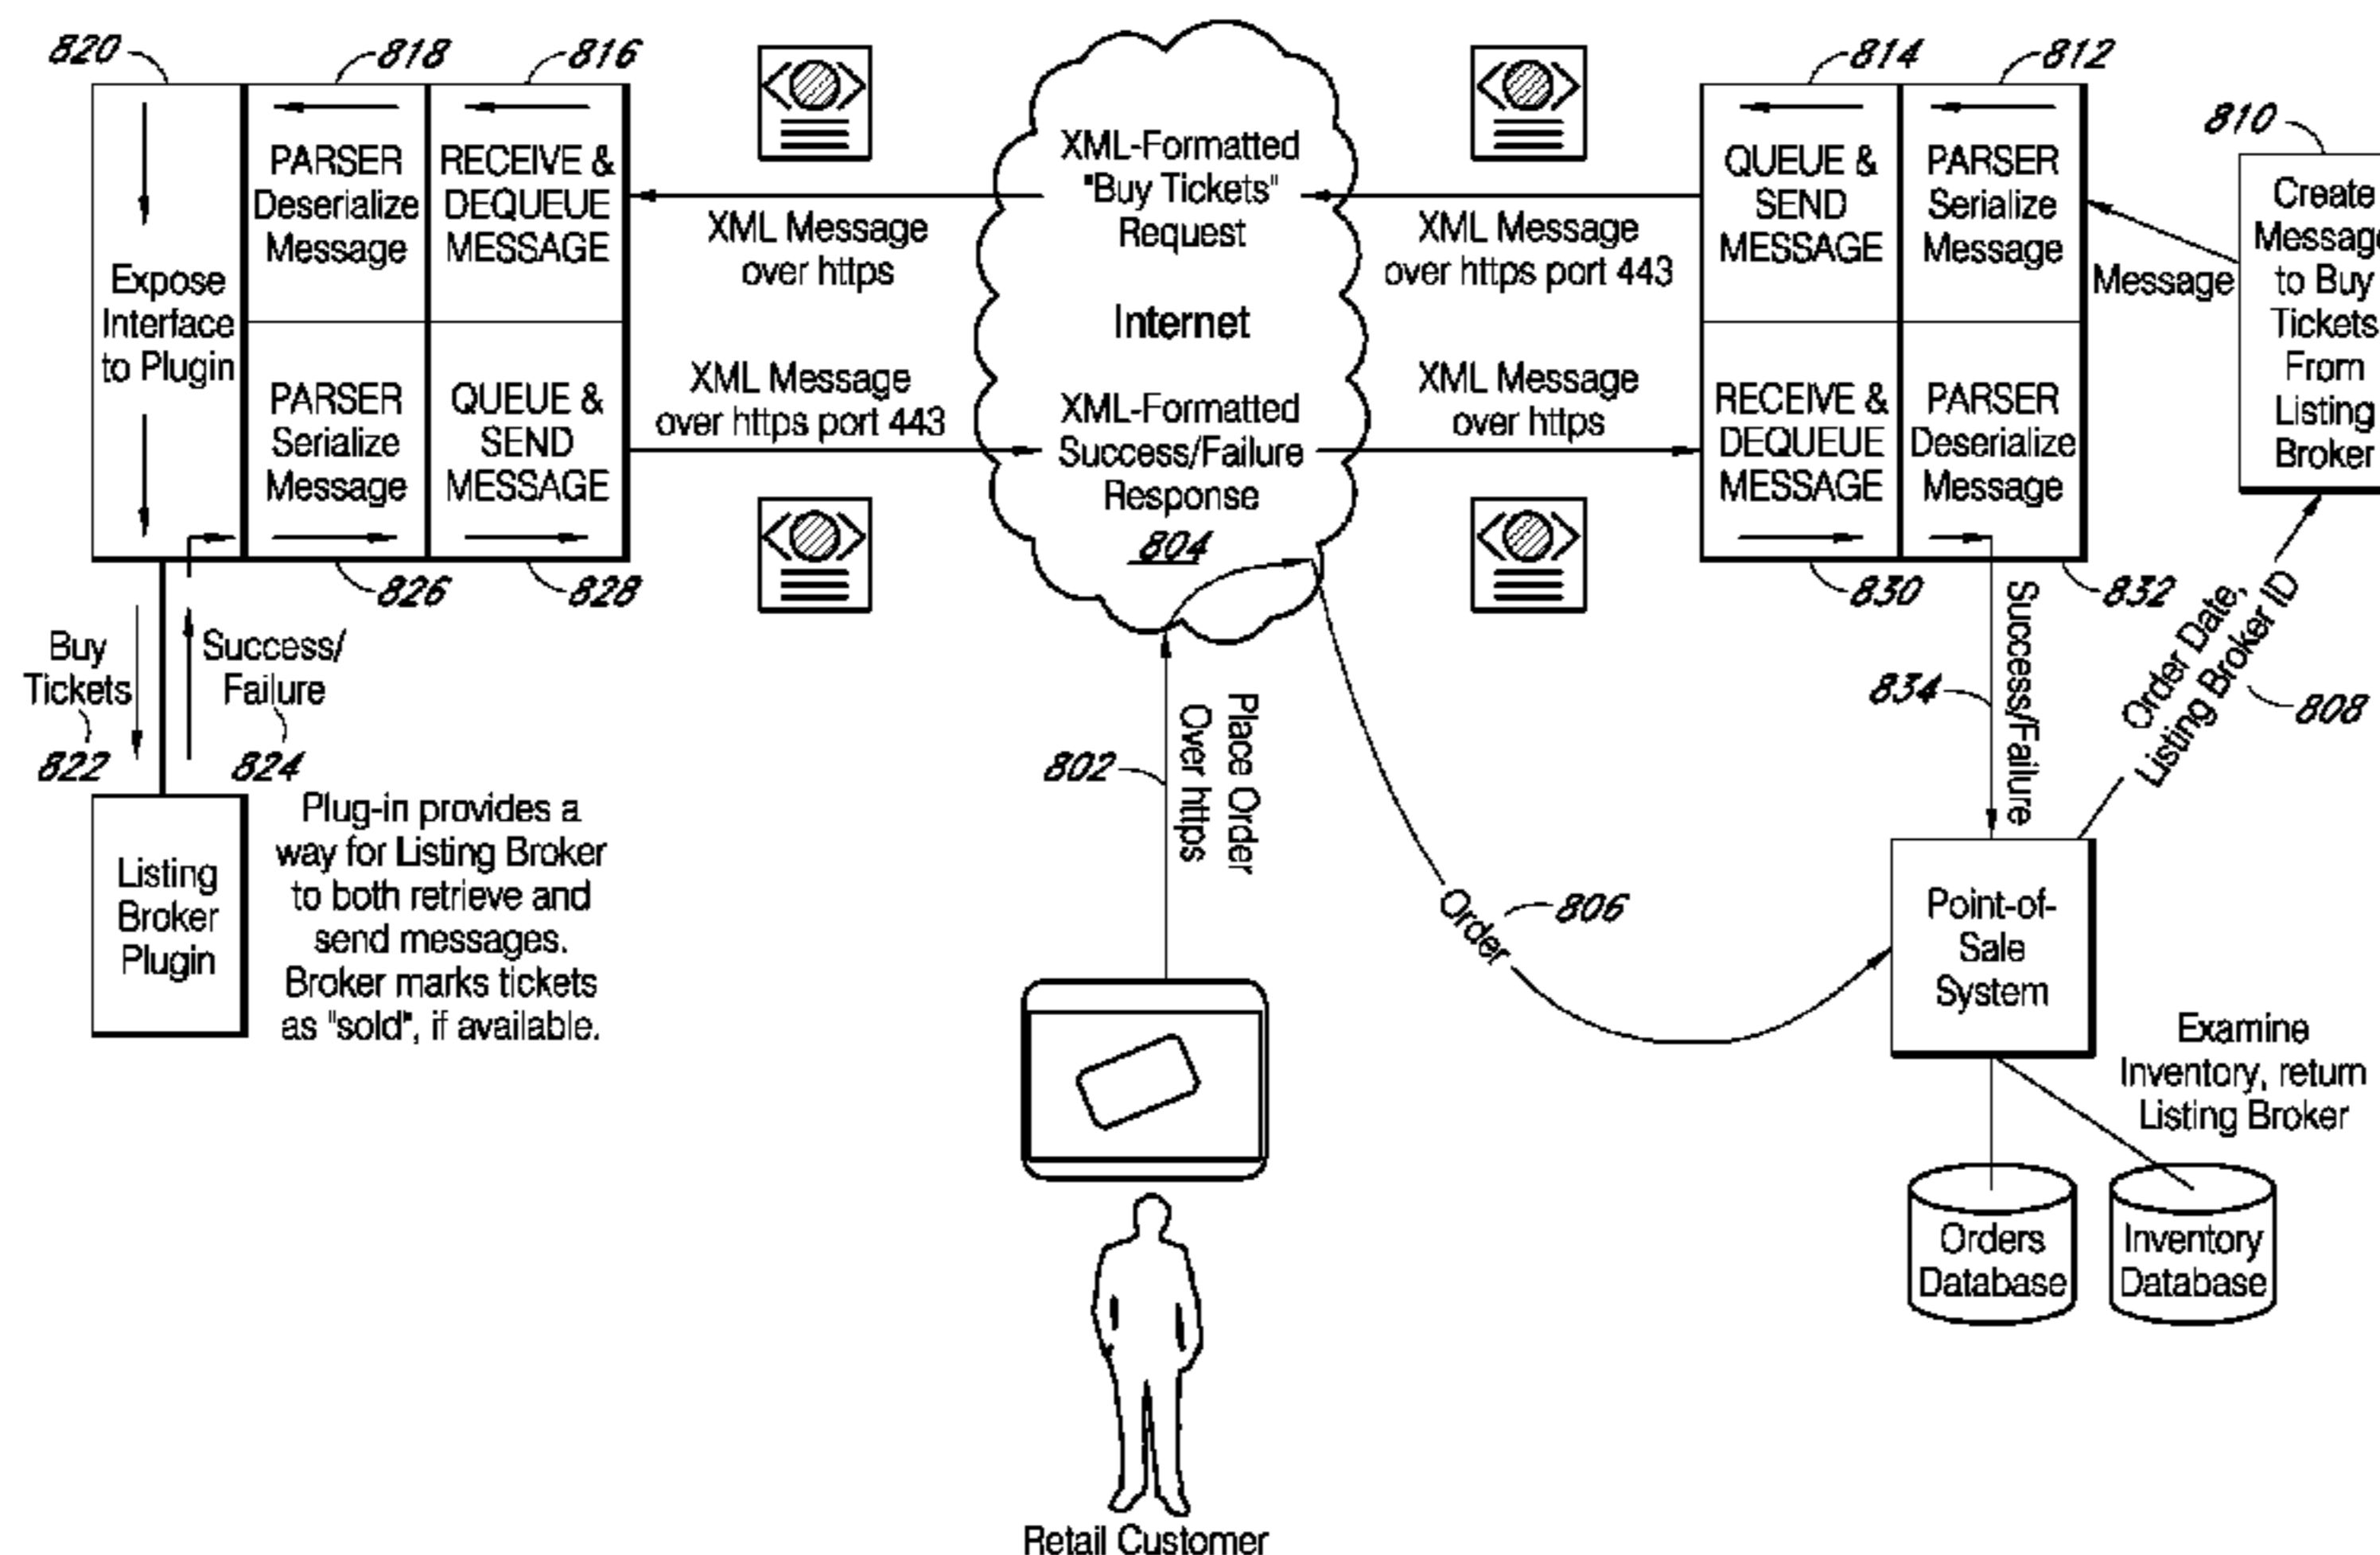 820
818
816
814
812
810
Expose
Interface
to Plugin
PARSER
Deserialize
Message
RECEIVE &
DEQUEUE
MESSAGE
PARSER
Serialize
Message
QUEUE &
SEND
MESSAGE
826
828
XML Message
over https
XML Message
over https port 443
XML-Formatted
"Buy Tickets"
Request
Internet
XML-Formatted
Success/Failure
Response
804
XML Message
over https port 443
XML Message
over https
QUEUE &
SEND
MESSAGE
PARSER
Serialize
Message
RECEIVE &
DEQUEUE
MESSAGE
PARSER
Deserialize
Message
830
832
Message
Create
Message
to Buy
Tickets
From
Listing
Broker
Buy
Tickets
822
Success/
Failure
824
Listing
Broker
Plugin
Plug-in provides a
way for Listing Broker
to both retrieve and
send messages.
Broker marks tickets
as "sold", if available.
802
Place Order
Over https
Order
806
834
Success/Failure
Order Date,
Listing Broker ID
808
Point-of-
Sale
System
Examine
Inventory, return
Listing Broker
Orders
Database
Inventory
Database
Retail Customer